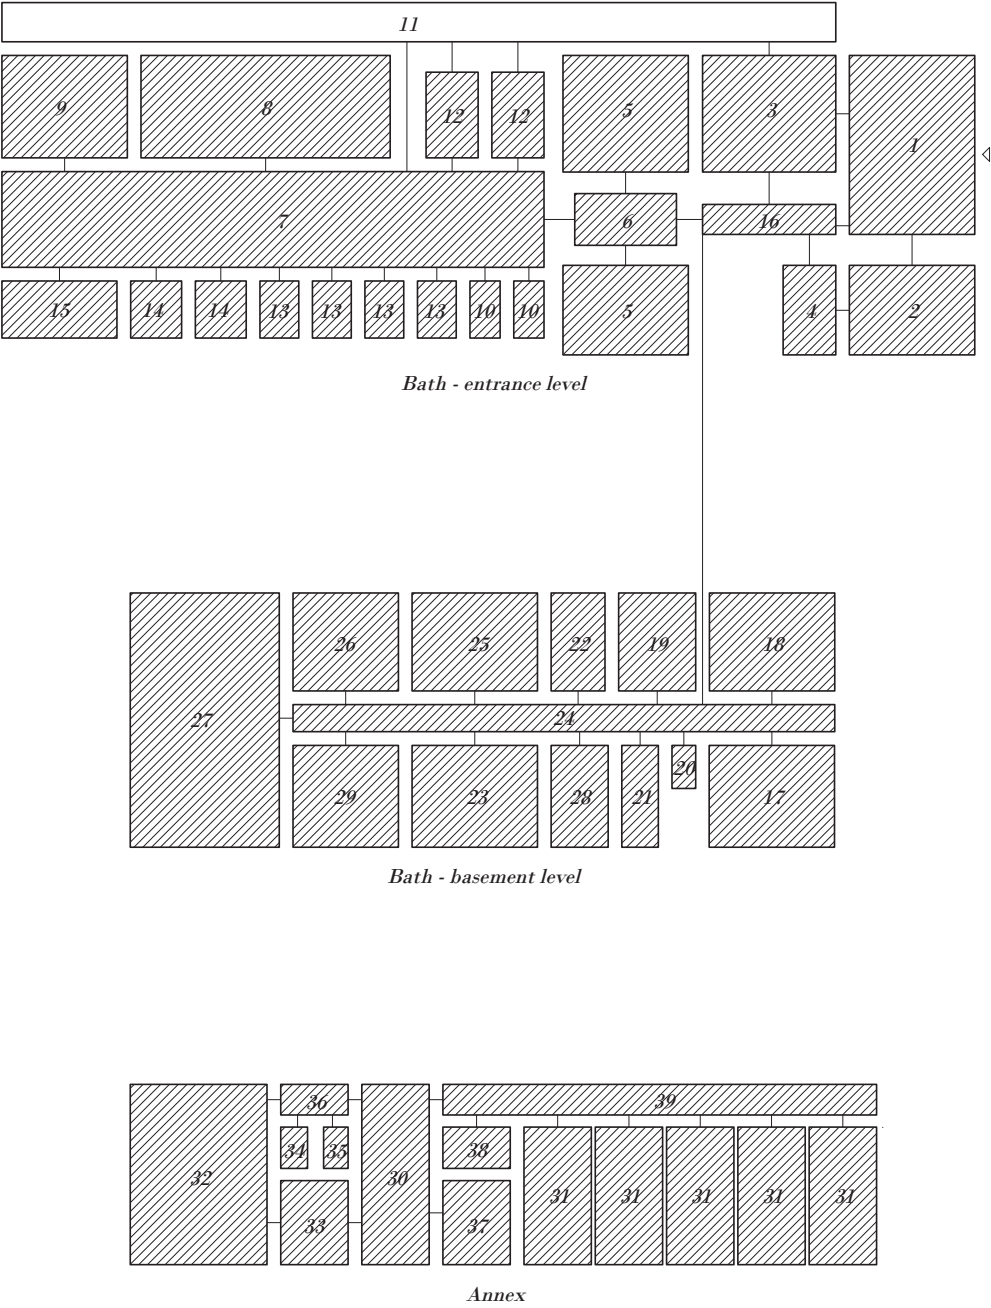 11
9 8 12 12 5 3 1
7 6 16
15 14 14 13 13 13 13 10 10 5 4 2
Bath - entrance level
26 25 22 19 18
27 24
29 23 28 21 20 17
Bath - basement level
36 39
34 35 38
32 30 31 31 31 31 31
33 37
Annex